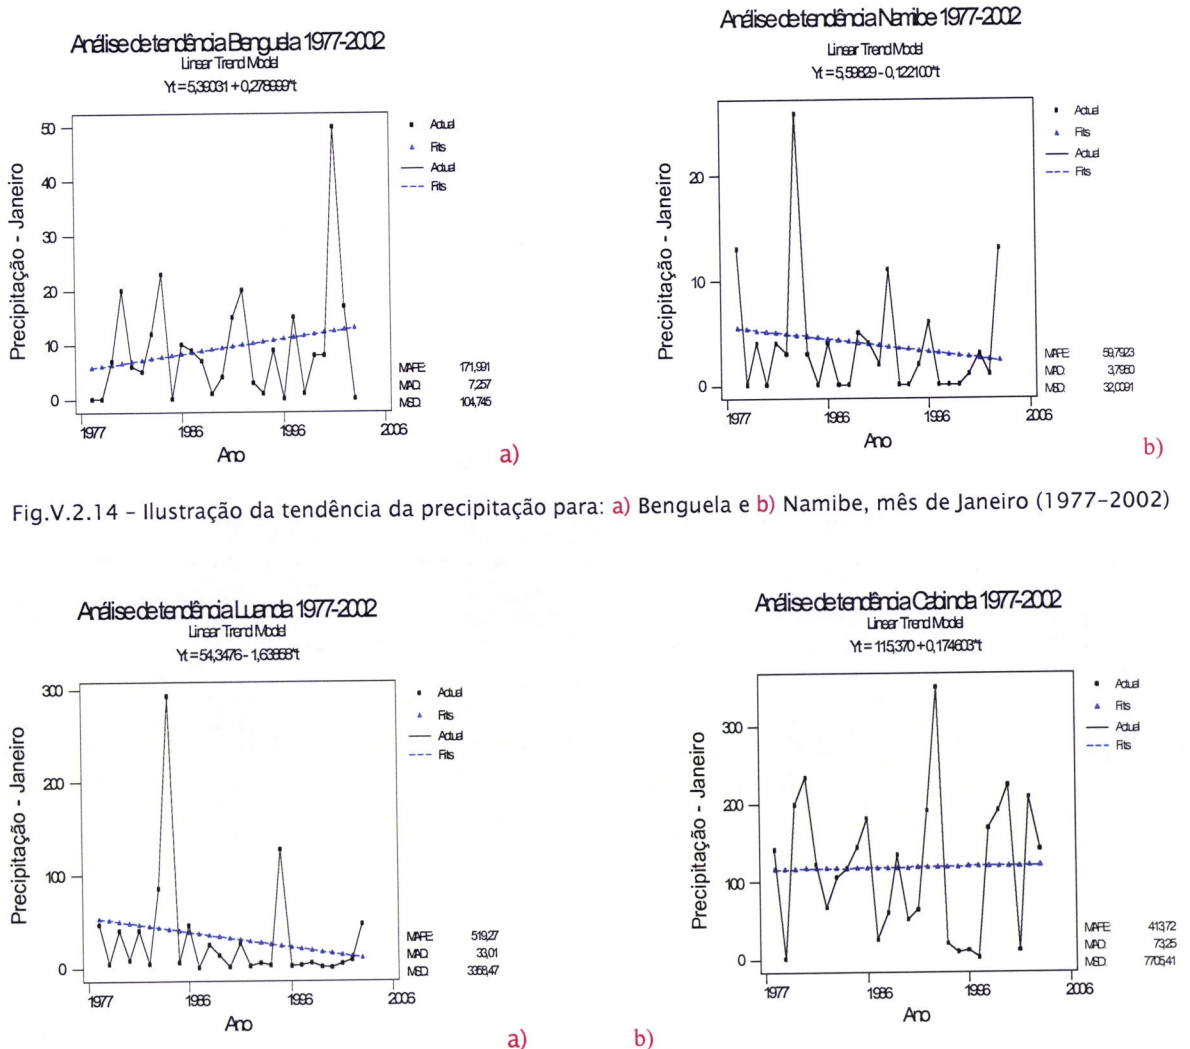 Análise de tendência Benguela 1977-2002
Linear Trend Model
Yt = 5,39031 + 0,278999*t
Precipitação - Janeiro
50
40
30
20
10
0
1977
1986
1996
2006
Ano
Actual
Fits
Actual
Fits
MAPE: 171,991
MAD: 7,257
MSD: 104,745
a)
Análise de tendência Namibe 1977-2002
Linear Trend Model
Yt = 5,59829 - 0,122100*t
Precipitação - Janeiro
20
10
0
1977
1986
1996
2006
Ano
Actual
Fits
Actual
Fits
MAPE: 59,7923
MAD: 3,7950
MSD: 32,0091
b)
Fig.V.2.14 – Ilustração da tendência da precipitação para: a) Benguela e b) Namibe, mês de Janeiro (1977–2002)
Análise de tendência Luanda 1977-2002
Linear Trend Model
Yt = 54,3476 - 1,63858*t
Precipitação - Janeiro
300
200
100
0
1977
1986
1996
2006
Ano
Actual
Fits
Actual
Fits
MAPE: 519,27
MAD: 33,01
MSD: 3358,47
a)
Análise de tendência Cabinda 1977-2002
Linear Trend Model
Yt = 115,370 + 0,174603*t
Precipitação - Janeiro
300
200
100
0
1977
1986
1996
2006
Ano
Actual
Fits
Actual
Fits
MAPE: 413,72
MAD: 73,25
MSD: 7705,41
b)